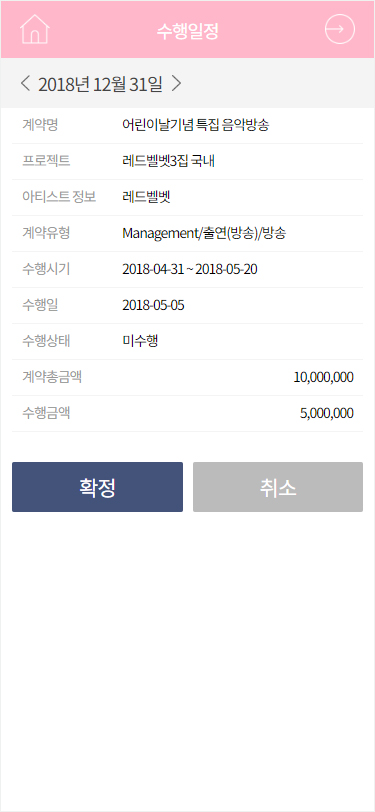 수행일정
2018년 12월 31일
계약명 어린이날기념 특집 음악방송
프로젝트 레드벨벳3집 국내
아티스트 정보 레드벨벳
계약유형 Management/출연(방송)/방송
수행시기 2018-04-31 ~ 2018-05-20
수행일 2018-05-05
수행상태 미수행
계약총금액 10,000,000
수행금액 5,000,000
확정 취소